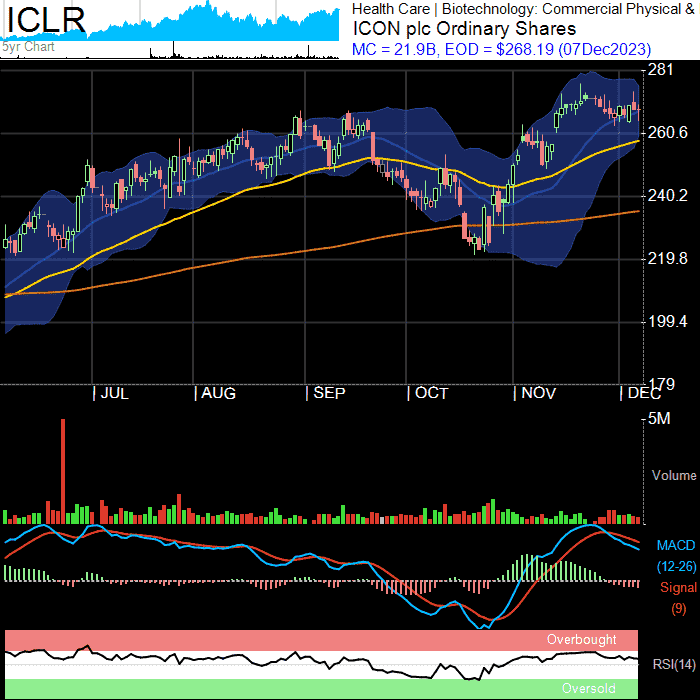 ICLR
5yr Chart
Health Care | Biotechnology: Commercial Physical &
ICON plc Ordinary Shares
MC = 21.9B, EOD = $268.19 (07Dec2023)
281
260.6
240.2
219.8
199.4
179
| JUL | AUG | SEP | OCT | NOV | DEC
5M
Volume
MACD
(12-26)
Signal
(9)
Overbought
RSI(14)
Oversold